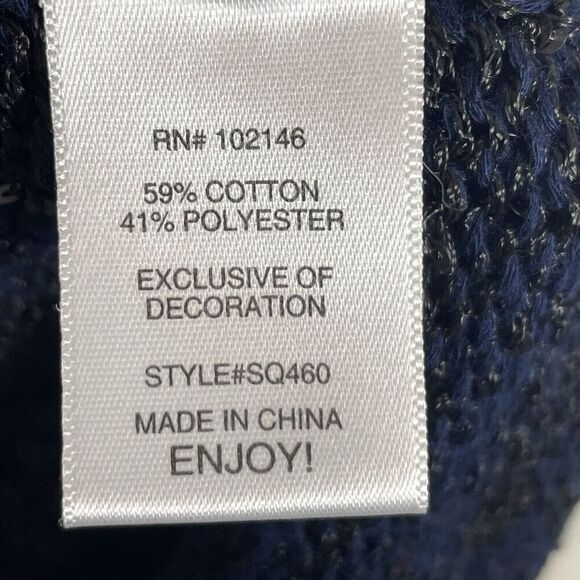 RN# 102146
59% COTTON
41% POLYESTER
EXCLUSIVE OF
DECORATION
STYLE#SQ460
MADE IN CHINA
ENJOY!